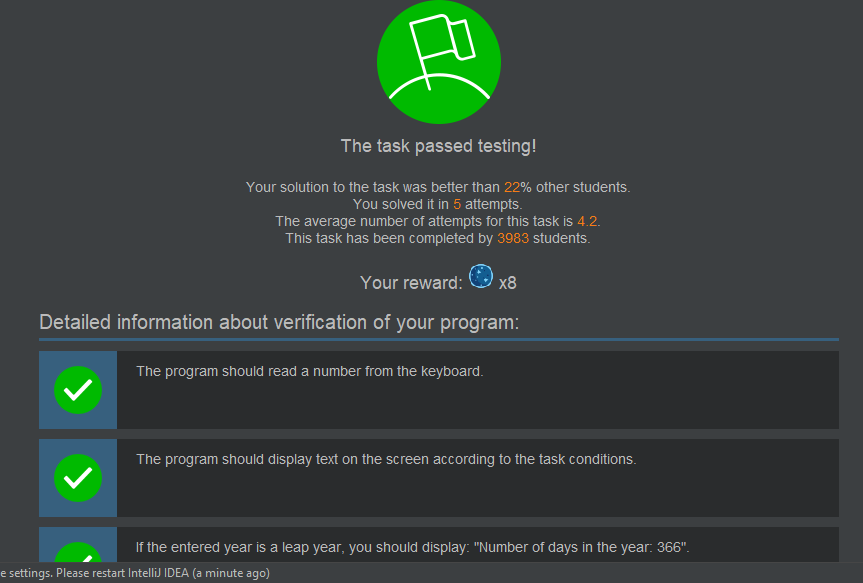 The task passed testing!
Your solution to the task was better than 22% other students.
You solved it in 5 attempts.
The average number of attempts for this task is 4.2.
This task has been completed by 3983 students.
Your reward: x8
Detailed information about verification of your program:
The program should read a number from the keyboard.
The program should display text on the screen according to the task conditions.
If the entered year is a leap year, you should display: "Number of days in the year: 366".
e settings. Please restart IntelliJ IDEA (a minute ago)